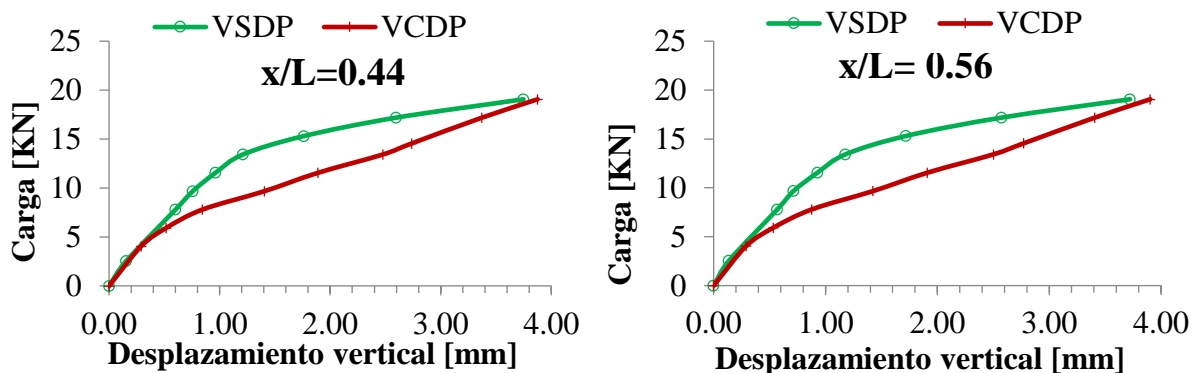 VSDP VCDP
x/L=0.44
25
20
15
10
5
0
Carga [KN]
0.00 1.00 2.00 3.00 4.00
Desplazamiento vertical [mm]
VSDP VCDP
x/L= 0.56
25
20
15
10
5
0
Carga [KN]
0.00 1.00 2.00 3.00 4.00
Desplazamiento vertical [mm]